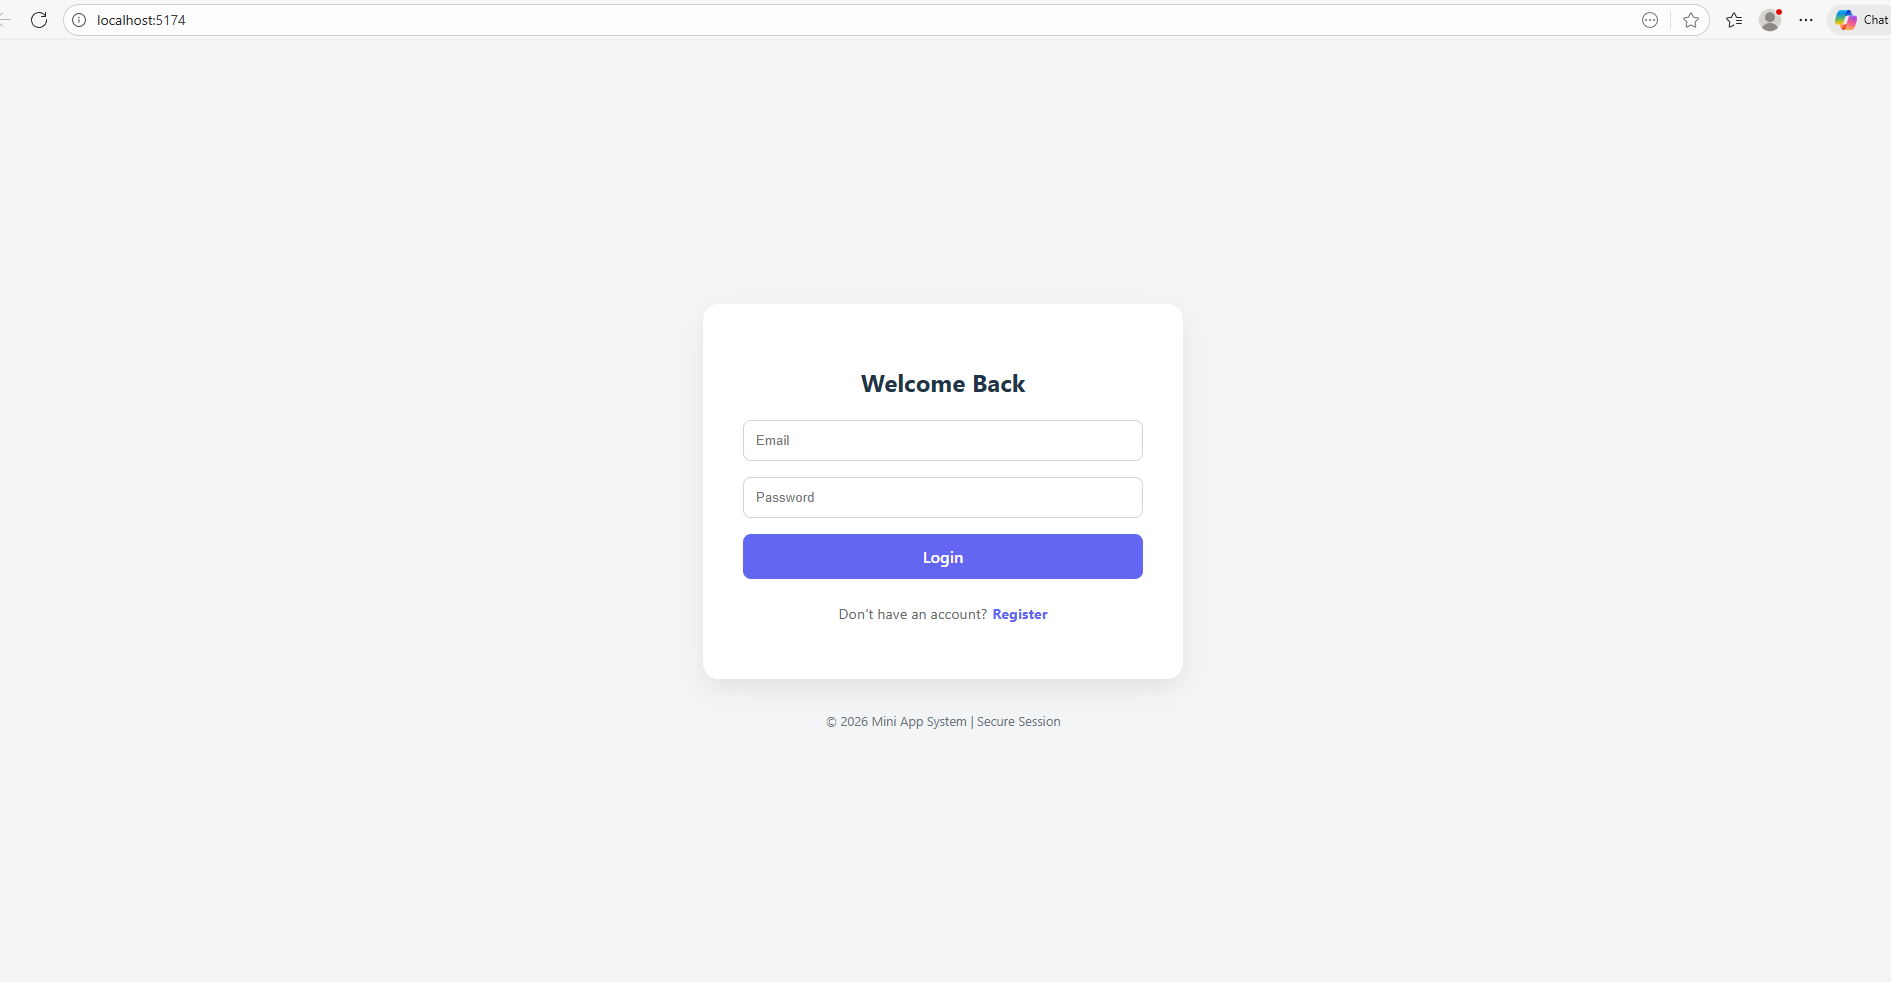 localhost:5174
Chat
Welcome Back
Email
Password
Login
Don't have an account? Register
© 2026 Mini App System | Secure Session